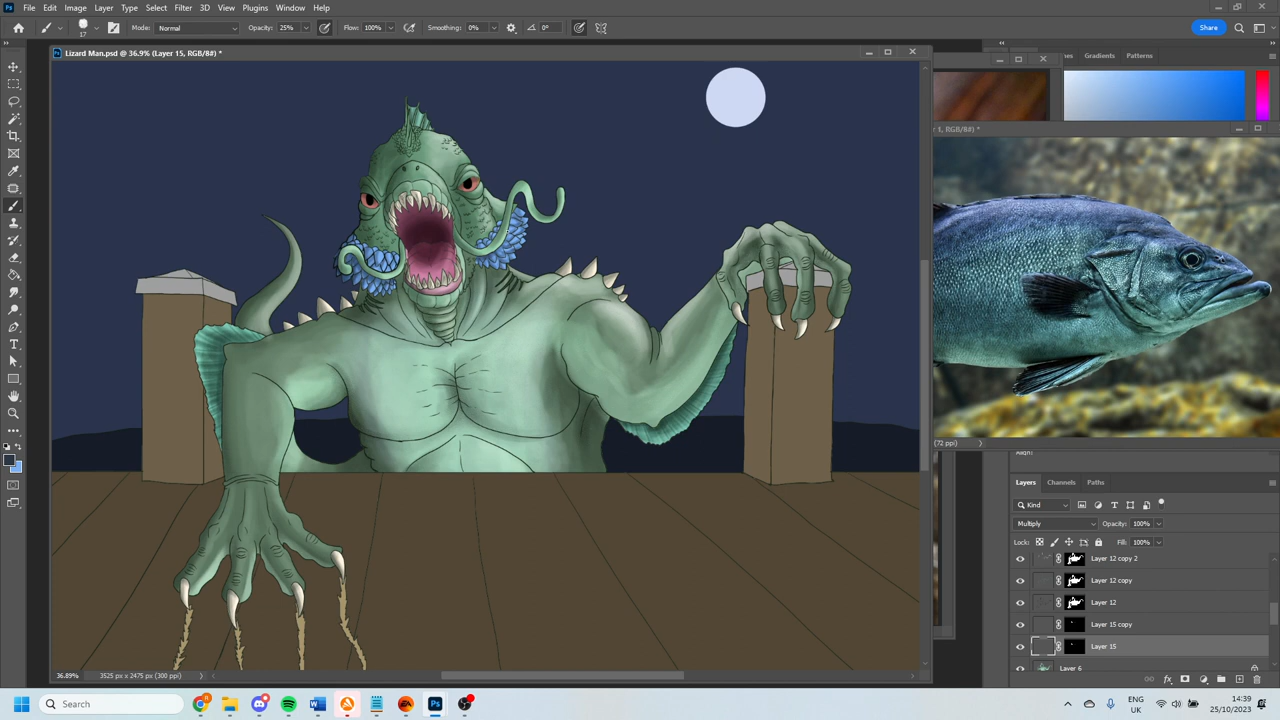 File Edit Image Layer Type Select Filter 3D View Plugins Window Help
17 Mode: Normal Opacity: 25% Flow: 100% Smoothing: 0% 0° Share
Lizard Man.psd @ 36.9% (Layer 15, RGB/8#) *
Gradients Patterns
1, RGB/8#) *
(72 ppi)
Layers Channels Paths
Kind
Multiply Opacity: 100%
Lock: Fill: 100%
Layer 12 copy 2
Layer 12 copy
Layer 12
Layer 15 copy
Layer 15
Layer 6
36.89% 3525 px x 2475 px (300 ppi)
Search
ENG
UK
14:39
25/10/2023